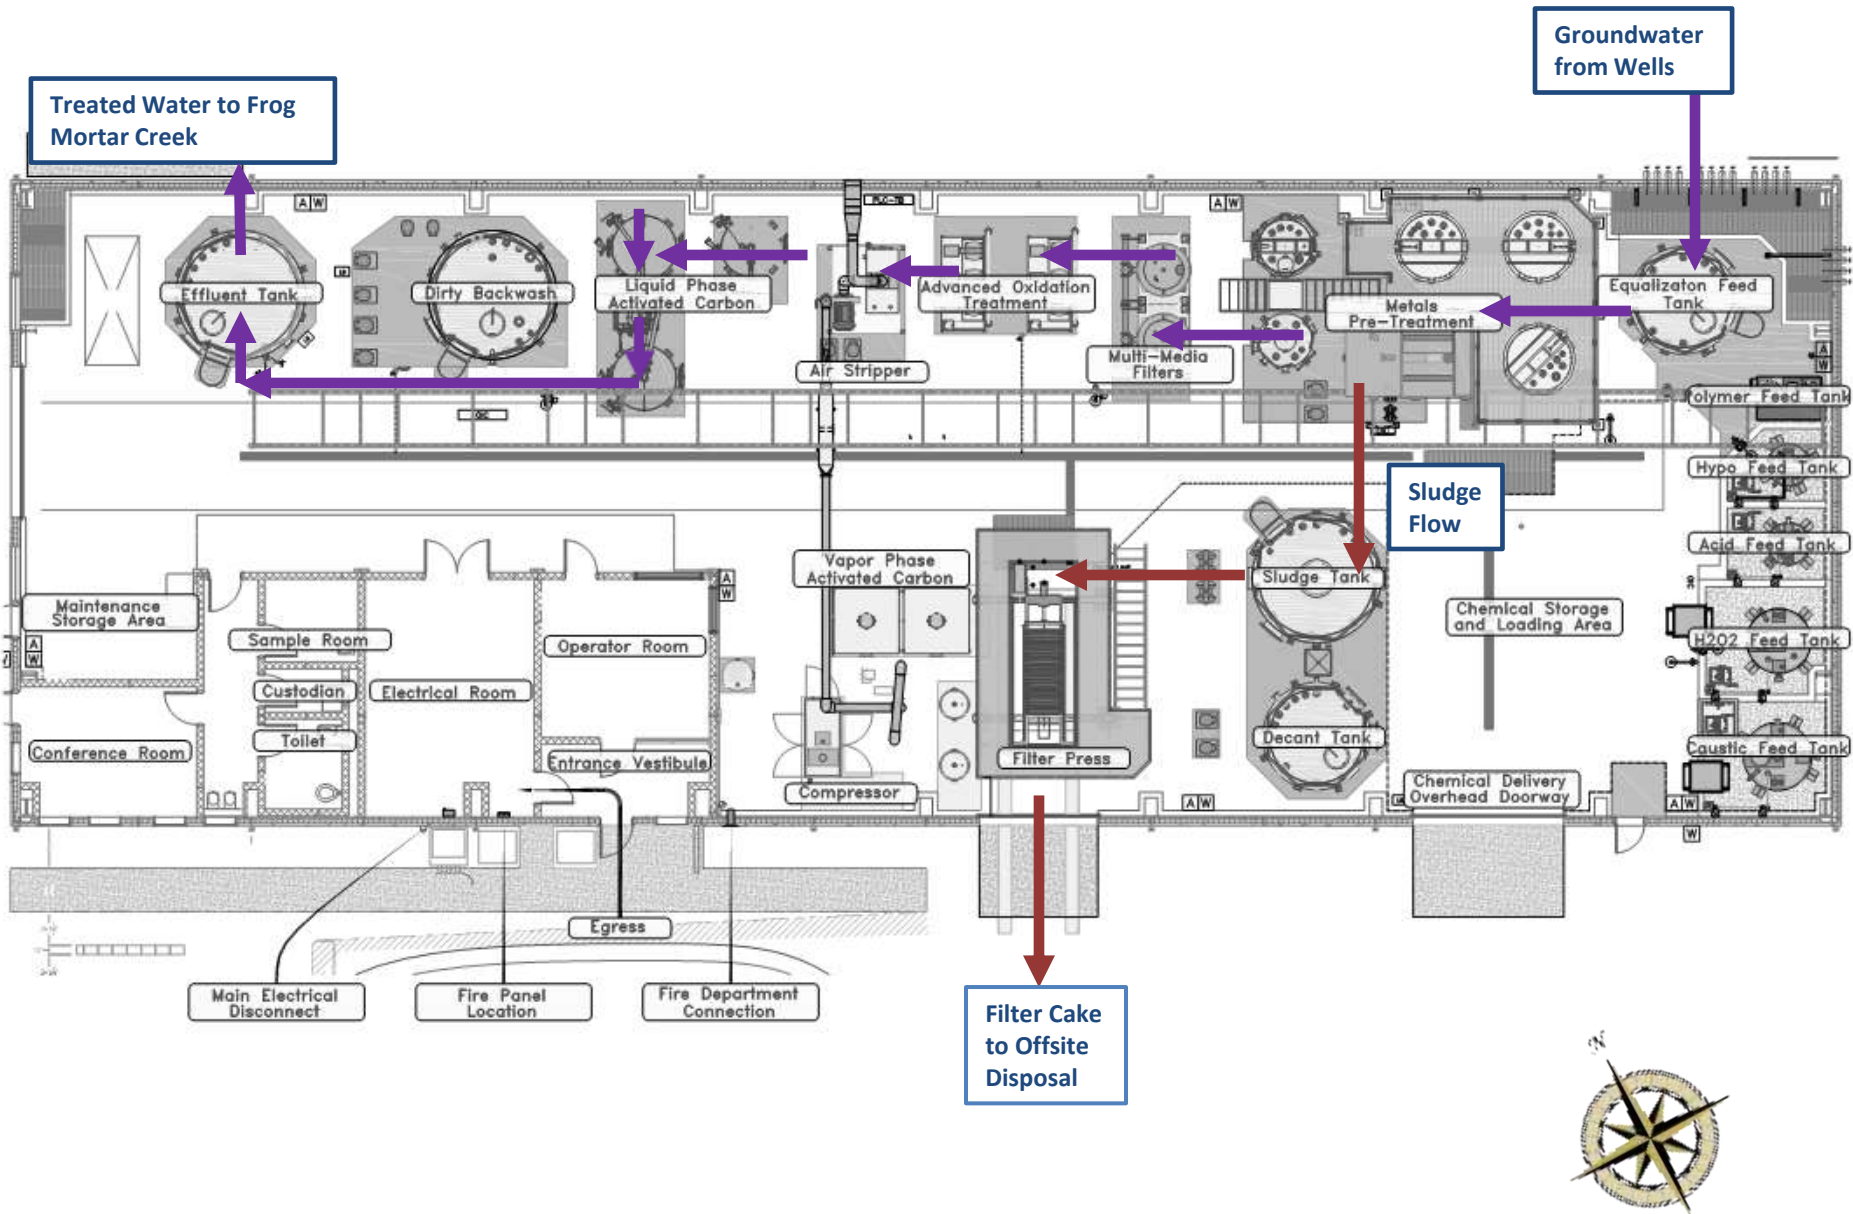 Groundwater
from Wells
Treated Water to Frog
Mortar Creek
A W
A W
Effluent Tank
Dirty Backwash
Liquid Phase
Activated Carbon
Air Stripper
Advanced Oxidation
Treatment
Multi-Media
Filters
Metals
Pre-Treatment
Equalizaton Feed
Tank
A
W
Polymer Feed Tank
Hypo Feed Tank
Acid Feed Tank
H2O2 Feed Tank
Caustic Feed Tank
Sludge
Flow
Sludge Tank
Decant Tank
Chemical Storage
and Loading Area
Chemical Delivery
Overhead Doorway
Vapor Phase
Activated Carbon
Filter Press
Compressor
Maintenance
Storage Area
A
W
Sample Room
Custodian
Toilet
Conference Room
Electrical Room
Operator Room
Entrance Vestibule
A
W
A W
A W
W
Egress
Main Electrical
Disconnect
Fire Panel
Location
Fire Department
Connection
Filter Cake
to Offsite
Disposal
N